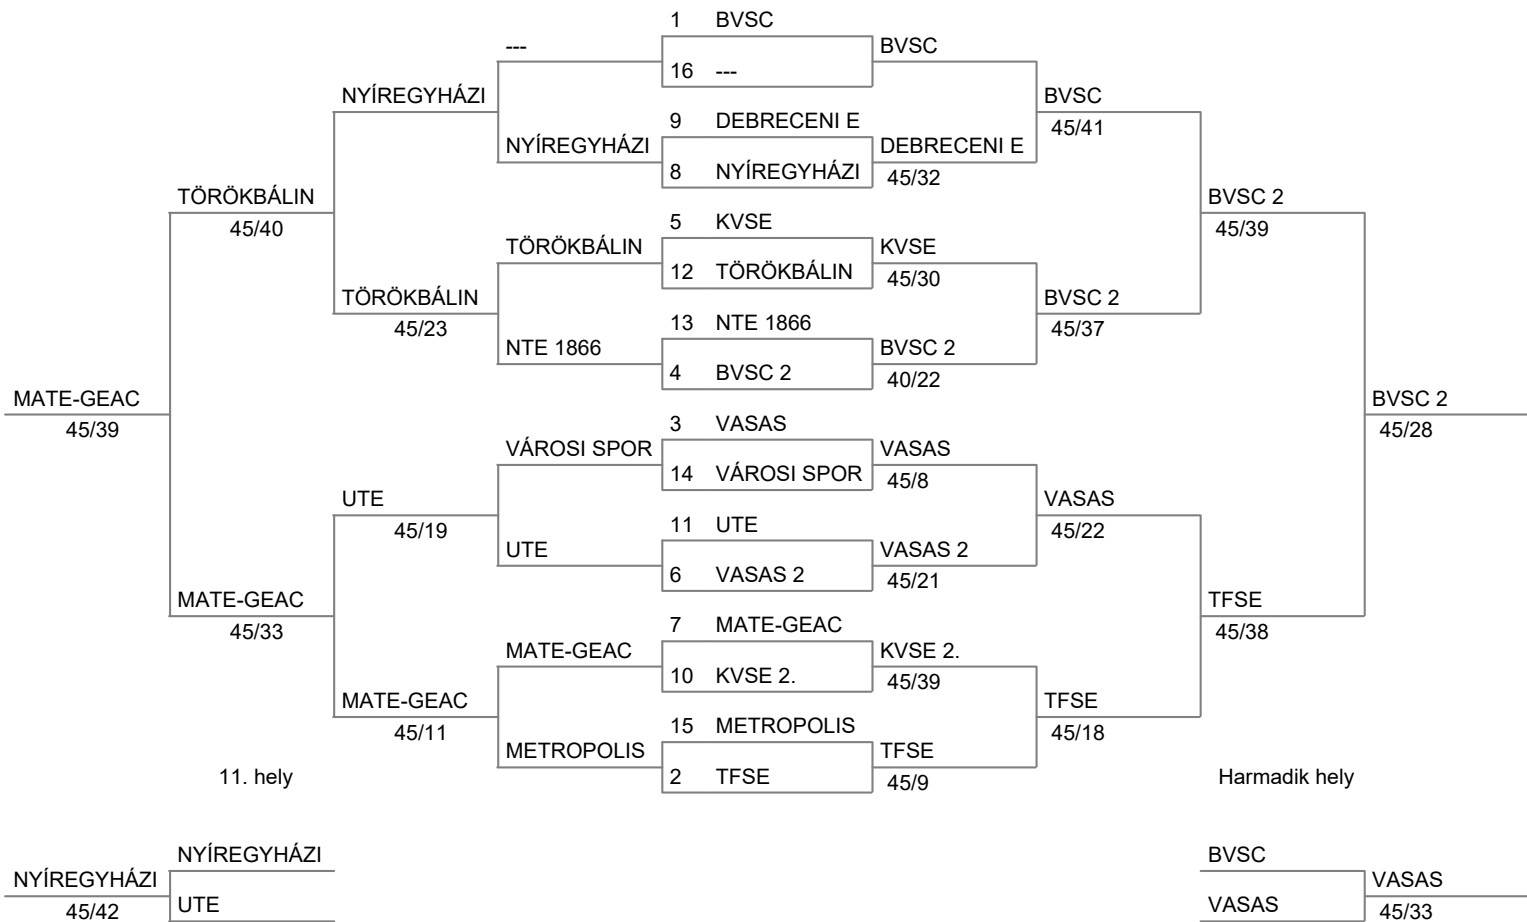 1 BVSC
--- BVSC
16 ---
NYÍREGYHÁZI BVSC
9 DEBRECENI E 45/41
NYÍREGYHÁZI DEBRECENI E
8 NYÍREGYHÁZI 45/32
TÖRÖKBÁLIN BVSC 2
45/40 5 KVSE 45/39
TÖRÖKBÁLIN KVSE
12 TÖRÖKBÁLIN 45/30
TÖRÖKBÁLIN BVSC 2
45/23 13 NTE 1866 45/37
NTE 1866 BVSC 2
4 BVSC 2 40/22
MATE-GEAC BVSC 2
45/39 3 VASAS 45/28
VÁROSI SPOR VASAS
14 VÁROSI SPOR 45/8
UTE VASAS
45/19 11 UTE 45/22
UTE VASAS 2
6 VASAS 2 45/21
MATE-GEAC TFSE
45/33 7 MATE-GEAC 45/38
MATE-GEAC KVSE 2.
10 KVSE 2. 45/39
MATE-GEAC TFSE
45/11 15 METROPOLIS 45/18
METROPOLIS TFSE
11. hely 2 TFSE 45/9 Harmadik hely
NYÍREGYHÁZI BVSC
NYÍREGYHÁZI VASAS
45/42 UTE VASAS 45/33